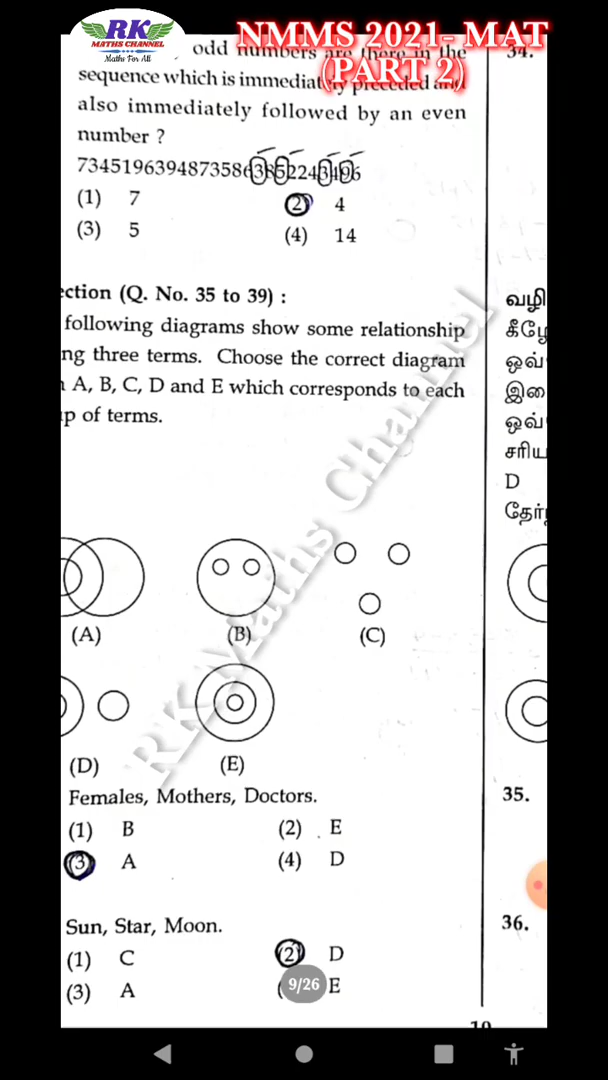 RK
MATHS CHANNEL
Maths For All
NMMS 2021- MAT
(PART 2)
odd numbers are there in the
34.
sequence which is immediately preceded and
also immediately followed by an even
number ?
(1) 7
(2) 4
(3) 5
(4) 14
ection (Q. No. 35 to 39) :
following diagrams show some relationship
ng three terms. Choose the correct diagram
A, B, C, D and E which corresponds to each
p of terms.
வழி
கீழே
ஒவ்
இடை
ஒவ்
சரிய
D
தேர்ந
(A)
(B)
(C)
(D)
(E)
Females, Mothers, Doctors.
35.
(1) B
(2) E
(3) A
(4) D
Sun, Star, Moon.
36.
(1) C
(2) D
(3) A
( E
9/26
RK Maths Channel